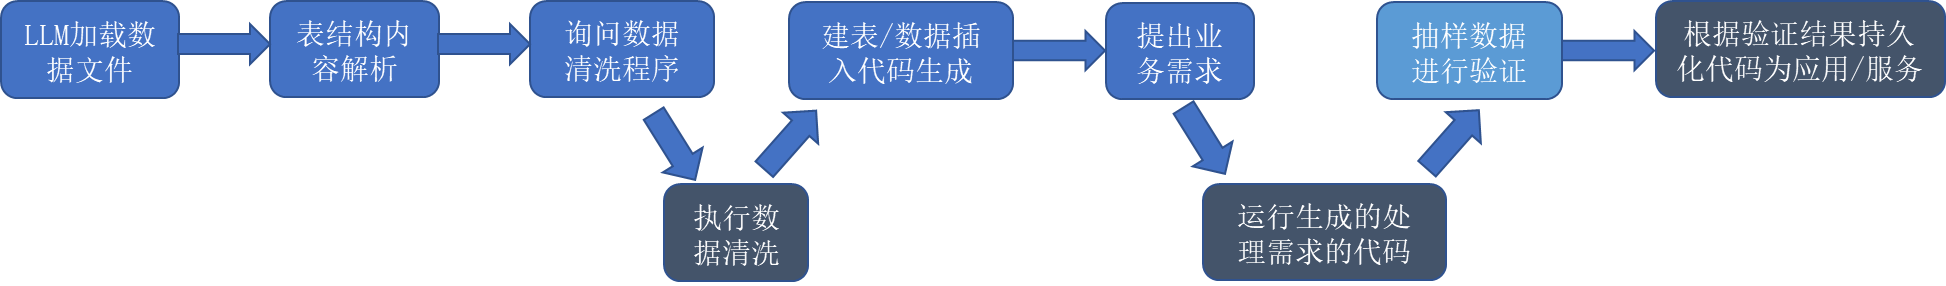 LLM加载数
据文件
表结构内
容解析
询问数据
清洗程序
执行数
据清洗
建表/数据插
入代码生成
提出业
务需求
运行生成的处
理需求的代码
抽样数据
进行验证
根据验证结果持久
化代码为应用/服务